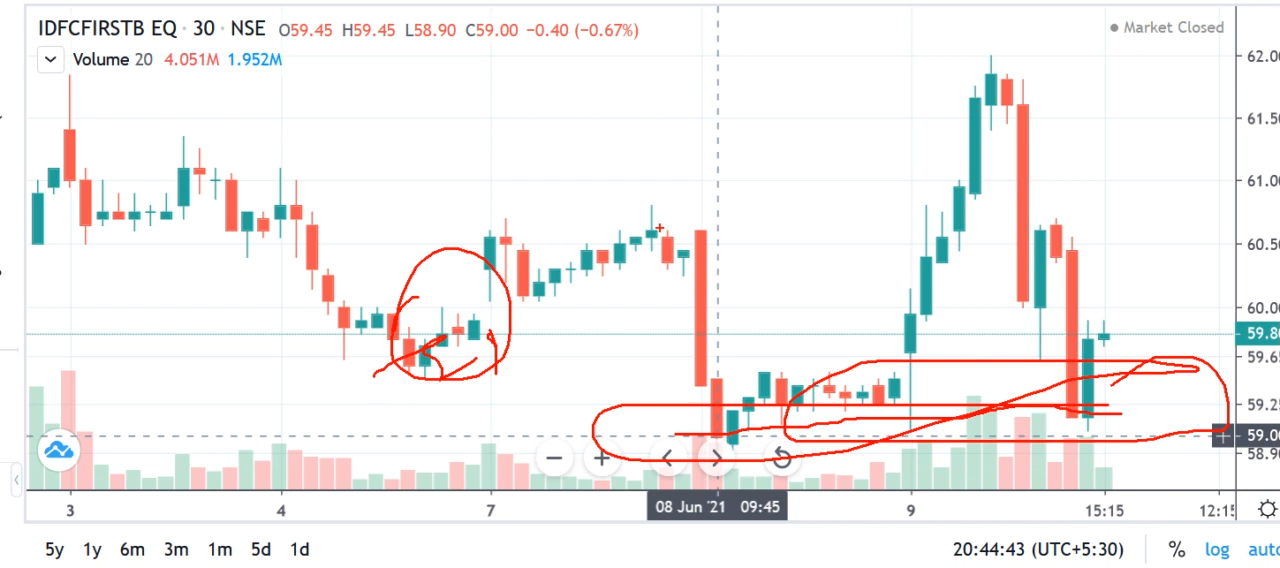 IDFCFIRSTB EQ · 30 · NSE O59.45 H59.45 L58.90 C59.00 −0.40 (−0.67%)
Market Closed
Volume 20 4.051M 1.952M
62.00
61.50
61.00
60.50
60.00
59.80
59.65
59.25
59.00
58.90
3 4 7 08 Jun '21 09:45 9 15:15 12:15
5y 1y 6m 3m 1m 5d 1d 20:44:43 (UTC+5:30) % log auto